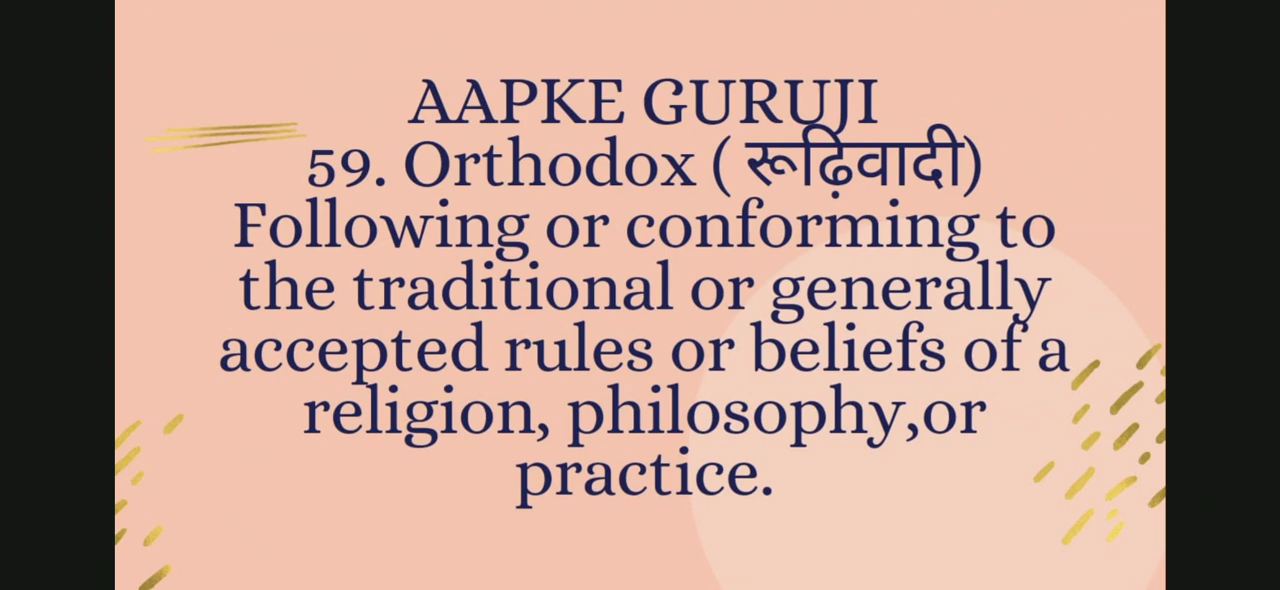 AAPKE GURUJI
59. Orthodox ( रूढ़िवादी)
Following or conforming to
the traditional or generally
accepted rules or beliefs of a
religion, philosophy,or
practice.